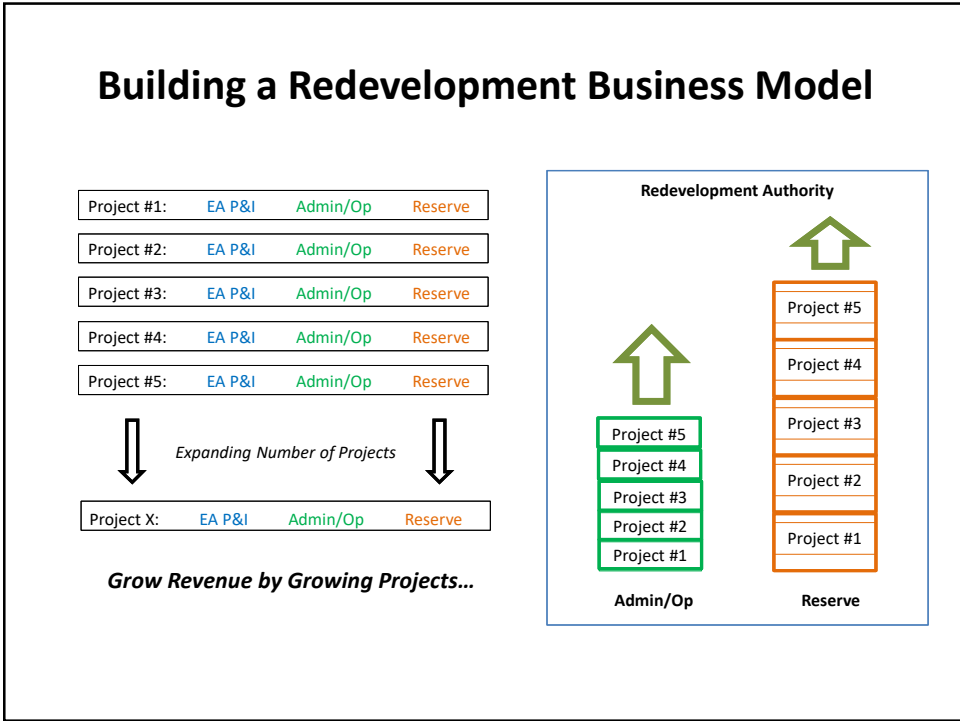 Building a Redevelopment Business Model
Project #1: EA P&I Admin/Op Reserve
Project #2: EA P&I Admin/Op Reserve
Project #3: EA P&I Admin/Op Reserve
Project #4: EA P&I Admin/Op Reserve
Project #5: EA P&I Admin/Op Reserve
Expanding Number of Projects
Project X: EA P&I Admin/Op Reserve
Grow Revenue by Growing Projects…
Redevelopment Authority
Project #5
Project #4
Project #3
Project #2
Project #1
Admin/Op
Project #5
Project #4
Project #3
Project #2
Project #1
Reserve